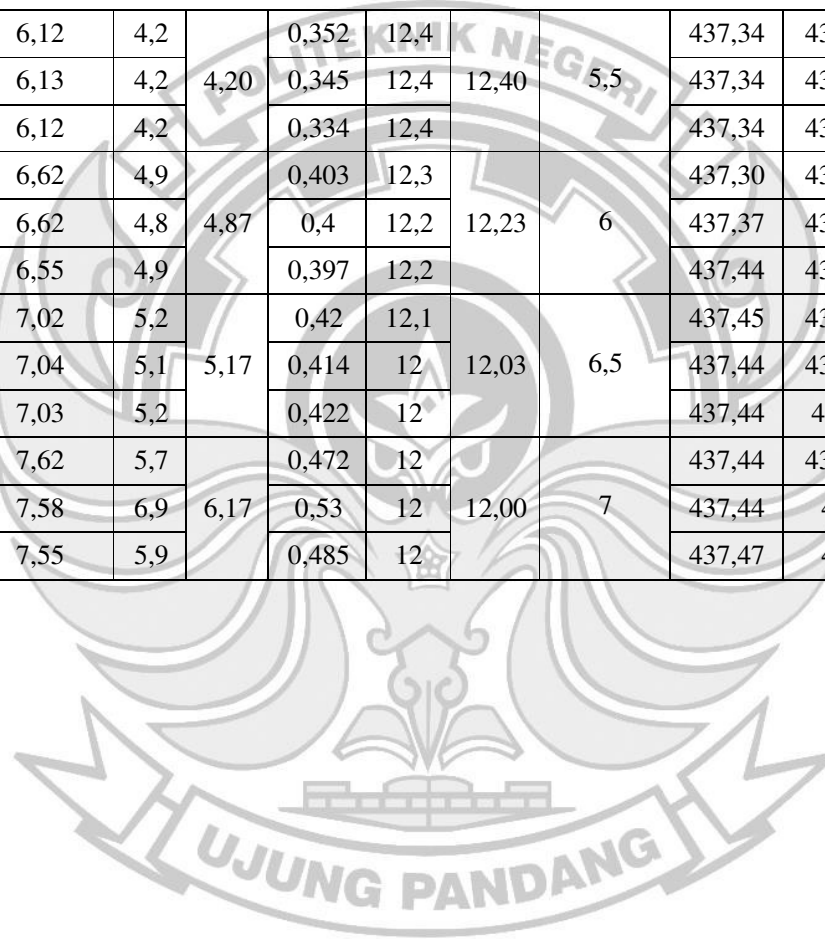 6,12 4,2 0,352 12,4 437,34
6,13 4,2 4,20 0,345 12,4 12,40 5,5 437,34
6,12 4,2 0,334 12,4 437,34
6,62 4,9 0,403 12,3 437,30
6,62 4,8 4,87 0,4 12,2 12,23 6 437,37
6,55 4,9 0,397 12,2 437,44
7,02 5,2 0,42 12,1 437,45
7,04 5,1 5,17 0,414 12 12,03 6,5 437,44
7,03 5,2 0,422 12 437,44
7,62 5,7 0,472 12 437,44
7,58 6,9 6,17 0,53 12 12,00 7 437,44
7,55 5,9 0,485 12 437,47
POLITEKNIK NEGERI
UJUNG PANDANG